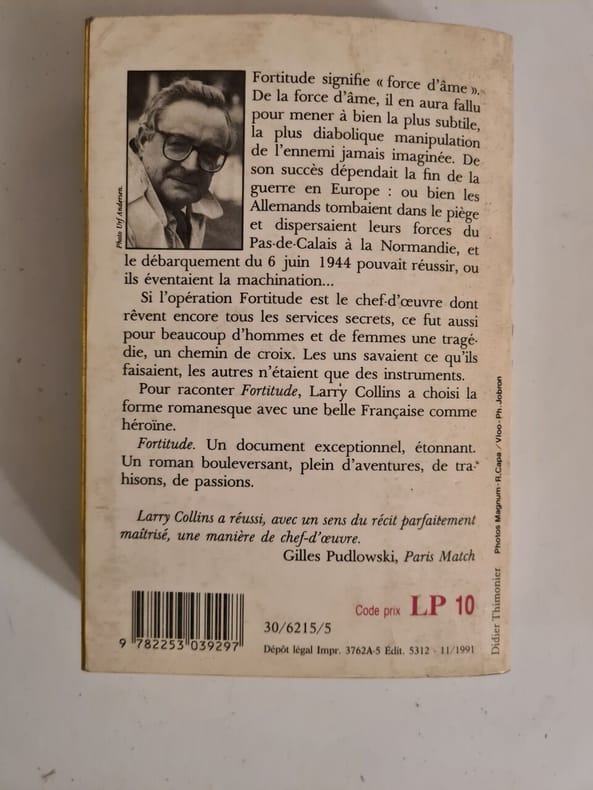 Fortitude signifie « force d'âme ».
De la force d'âme, il en aura fallu
pour mener à bien la plus subtile,
la plus diabolique manipulation
de l'ennemi jamais imaginée. De
son succès dépendait la fin de la
guerre en Europe : ou bien les
Allemands tombaient dans le piège
et dispersaient leurs forces du
Pas-de-Calais à la Normandie, et
le débarquement du 6 juin 1944 pouvait réussir, ou
ils éventaient la machination...
Si l'opération Fortitude est le chef-d'œuvre dont
rêvent encore tous les services secrets, ce fut aussi
pour beaucoup d'hommes et de femmes une tragé-
die, un chemin de croix. Les uns savaient ce qu'ils
faisaient, les autres n'étaient que des instruments.
Pour raconter Fortitude, Larry Collins a choisi la
forme romanesque avec une belle Française comme
héroïne.
Fortitude. Un document exceptionnel, étonnant.
Un roman bouleversant, plein d'aventures, de tra-
hisons, de passions.
Larry Collins a réussi, avec un sens du récit parfaitement
maîtrisé, une manière de chef-d'œuvre.
Gilles Pudlowski, Paris Match
Photo Ulf Andersen.
Photos Magnum-R.Capa / Vloo-Ph. Jobron
Didier Thimonier
Code prix LP 10
30/6215/5
9 782253 039297
Dépôt légal Impr. 3762A-5 Édit. 5312 - 11/1991